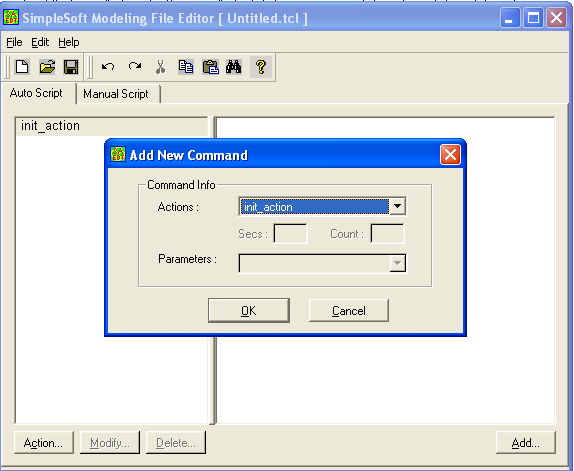 SimpleSoft Modeling File Editor [ Untitled.tcl ]
File Edit Help
Auto Script Manual Script
init_action
Add New Command
Command Info
Actions : init_action
Secs : Count :
Parameters :
OK Cancel
Action... Modify... Delete... Add...